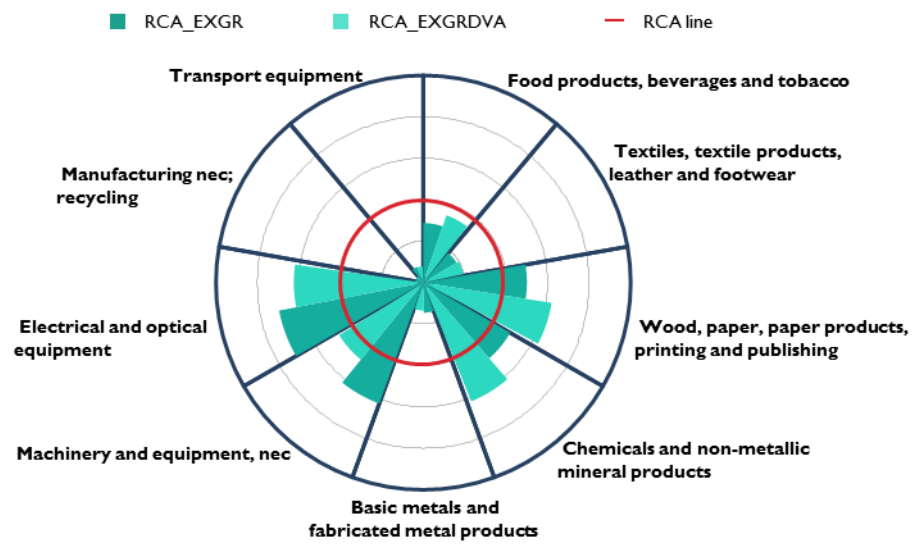 RCA_EXGR
RCA_EXGRDVA
RCA line
Transport equipment
Food products, beverages and tobacco
Textiles, textile products,
leather and footwear
Manufacturing nec;
recycling
Electrical and optical
equipment
Wood, paper, paper products,
printing and publishing
Machinery and equipment, nec
Chemicals and non-metallic
mineral products
Basic metals and
fabricated metal products